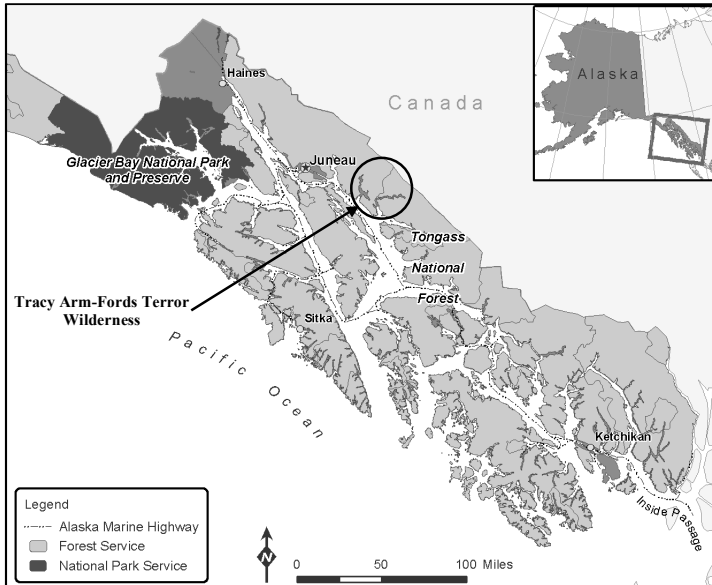 Haines
Canada
Alaska
Glacier Bay National Park
and Preserve
Juneau
Tongass
National
Forest
Tracy Arm-Fords Terror
Wilderness
Sitka
Pacific Ocean
Ketchikan
Inside Passage
Legend
Alaska Marine Highway
Forest Service
National Park Service
N
0 50 100 Miles